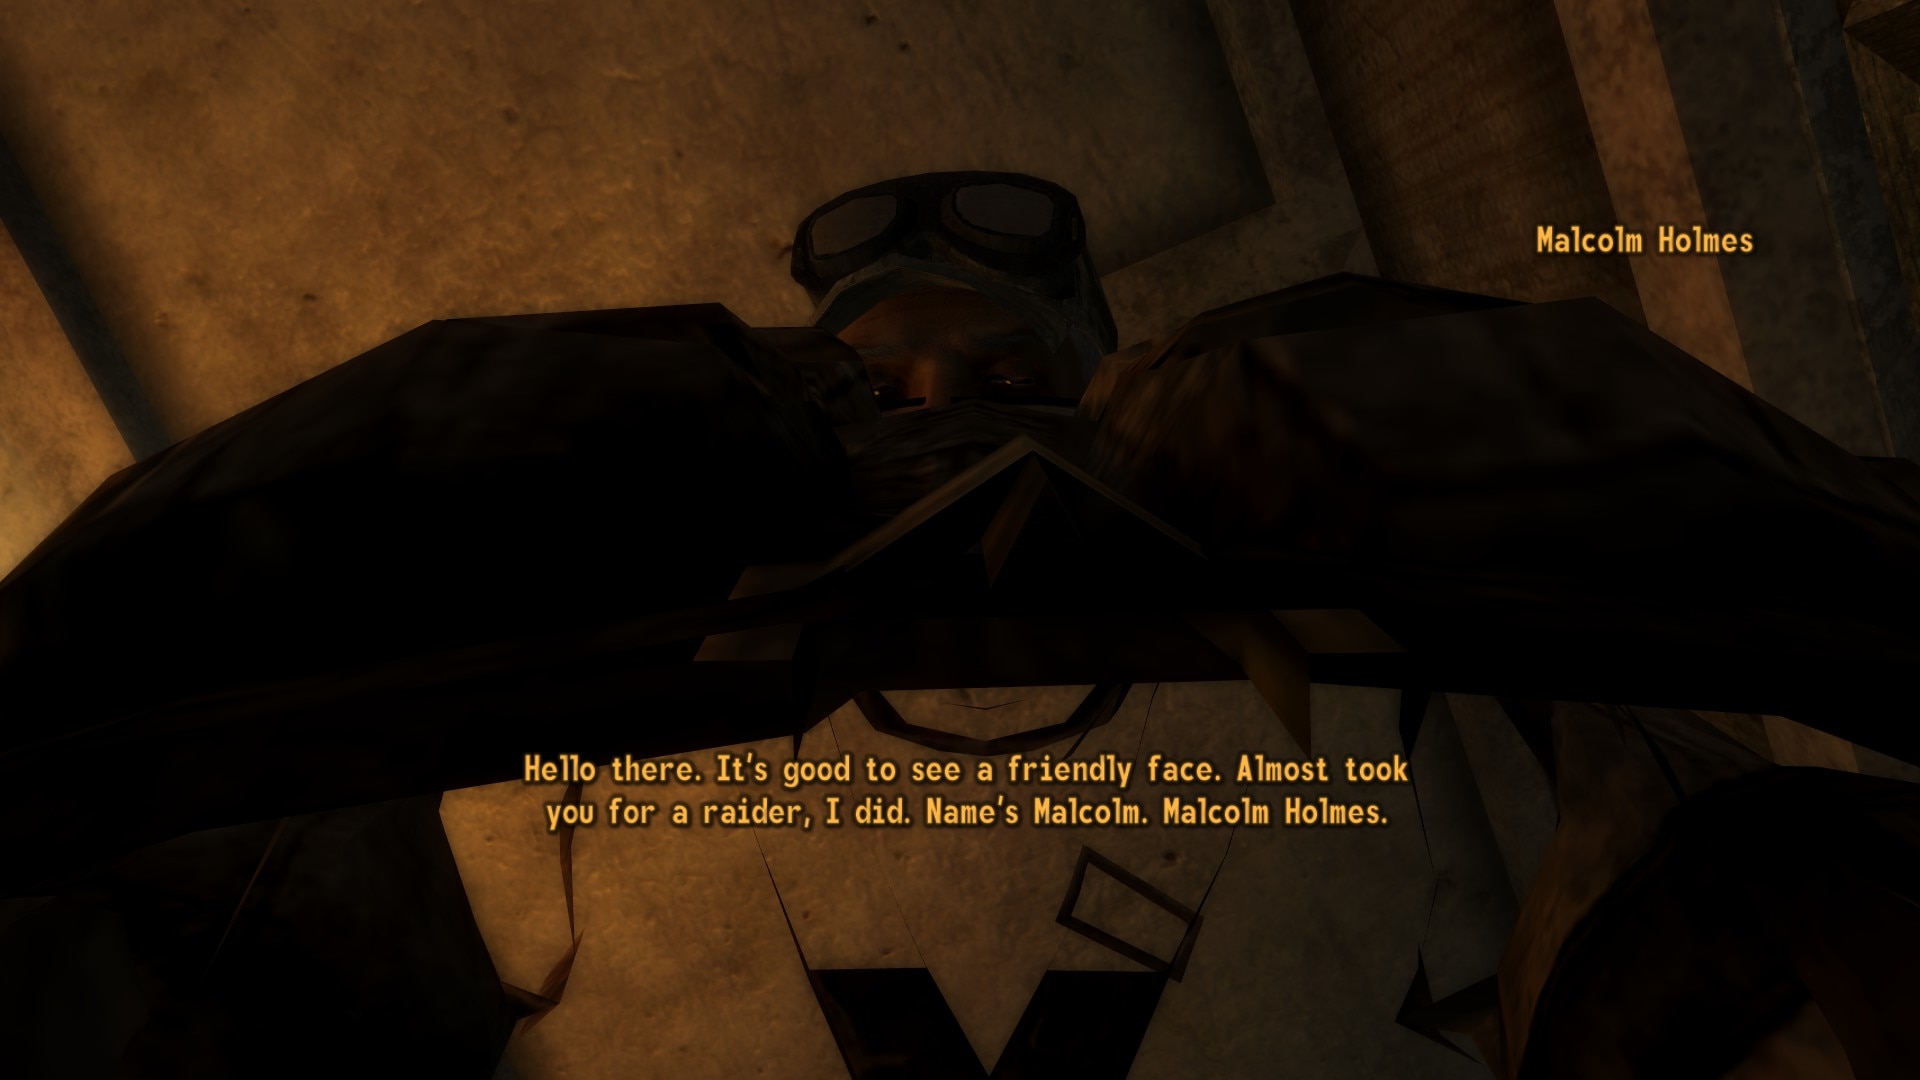 Malcolm Holmes
Hello there. It's good to see a friendly face. Almost took
you for a raider, I did. Name's Malcolm. Malcolm Holmes.